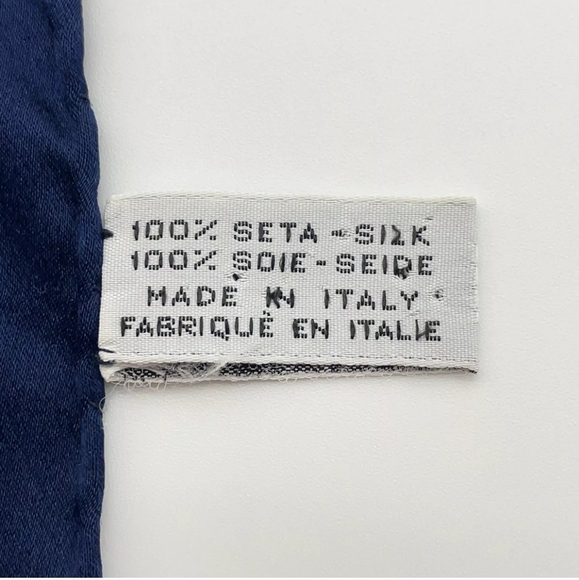 100% SETA - SILK
100% SOIE - SEIDE
MADE IN ITALY
FABRIQUÉ EN ITALIE